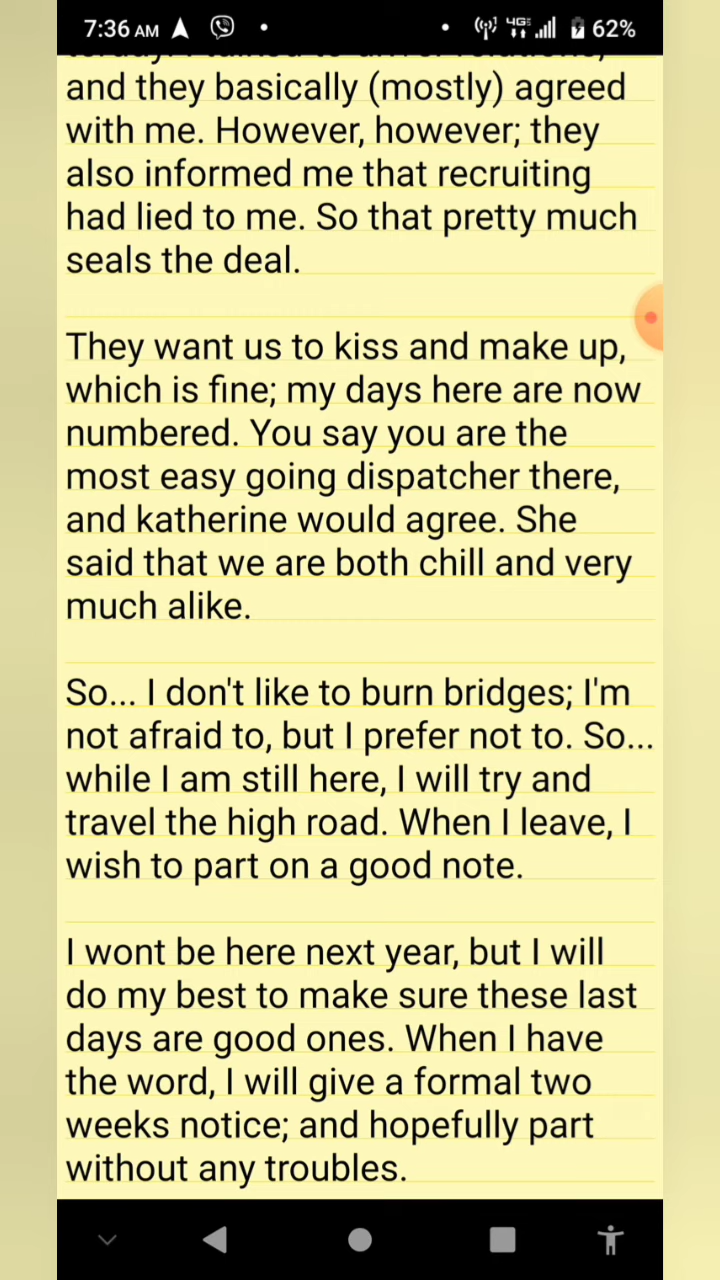 7:36 AM
4G
62%
and they basically (mostly) agreed
with me. However, however; they
also informed me that recruiting
had lied to me. So that pretty much
seals the deal.
They want us to kiss and make up,
which is fine; my days here are now
numbered. You say you are the
most easy going dispatcher there,
and katherine would agree. She
said that we are both chill and very
much alike.
So... I don't like to burn bridges; I'm
not afraid to, but I prefer not to. So...
while I am still here, I will try and
travel the high road. When I leave, I
wish to part on a good note.
I wont be here next year, but I will
do my best to make sure these last
days are good ones. When I have
the word, I will give a formal two
weeks notice; and hopefully part
without any troubles.